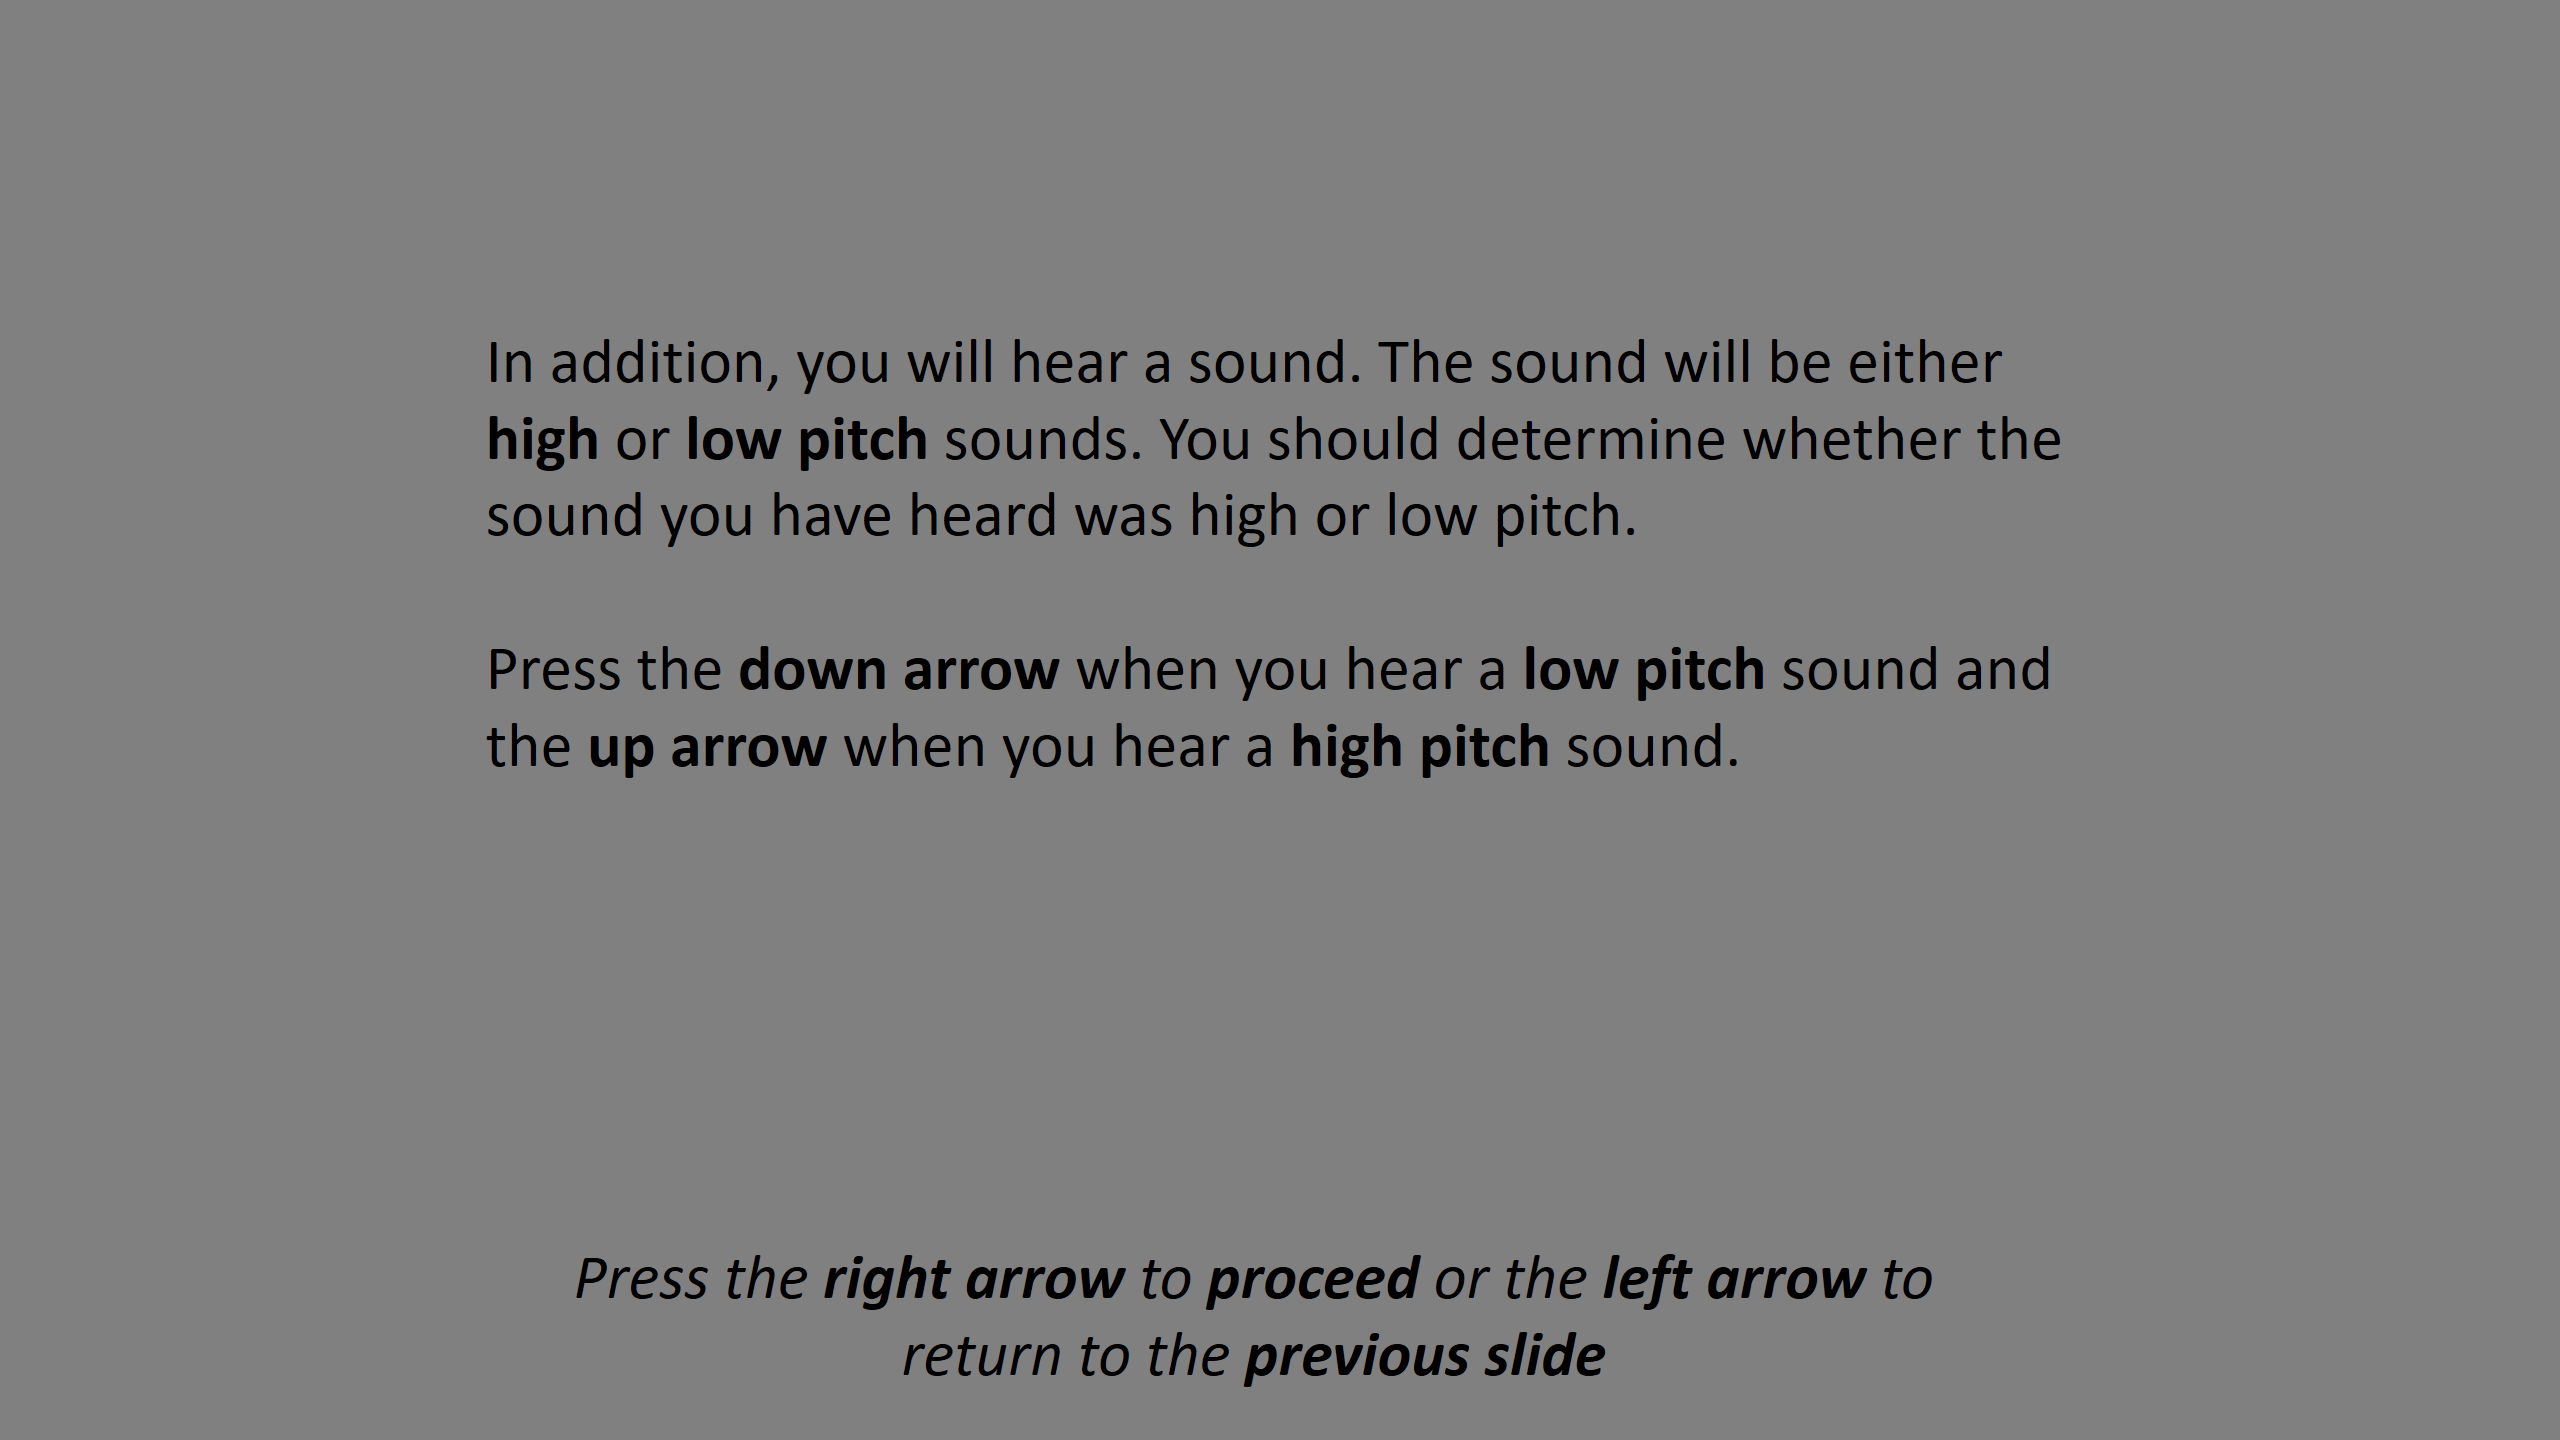 In addition, you will hear a sound. The sound will be either
high or low pitch sounds. You should determine whether the
sound you have heard was high or low pitch.
Press the down arrow when you hear a low pitch sound and
the up arrow when you hear a high pitch sound.
Press the right arrow to proceed or the left arrow to
return to the previous slide